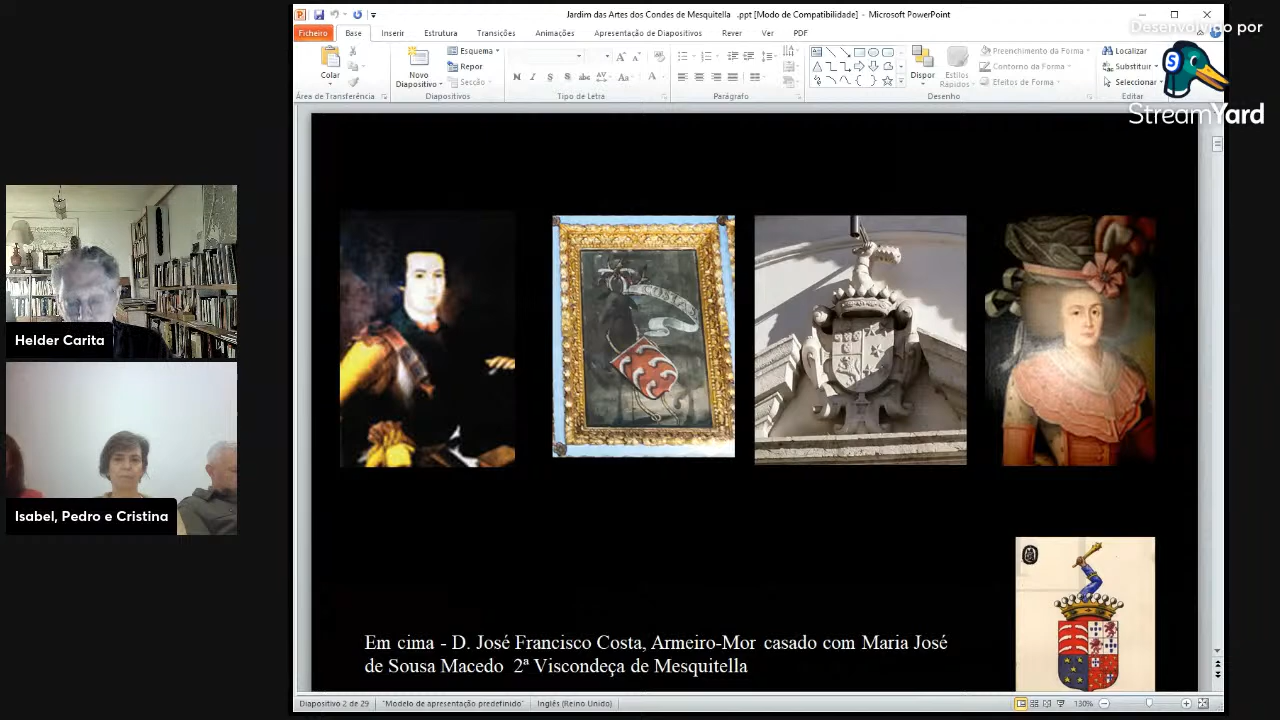 Jardim das Artes dos Condes de Mesquitella .ppt [Modo de Compatibilidade] - Microsoft PowerPoint
Desenvolvido por
StreamYard
Ficheiro Base Inserir Estrutura Transições Animações Apresentação de Diapositivos Rever Ver PDF
Colar
Novo
Diapositivo
Esquema
Repor
Secção
Dispor
Estilos
Rápidos
Preenchimento da Forma
Contorno da Forma
Efeitos de Forma
Localizar
Substituir
Seleccionar
Área de Transferência Diapositivos Tipo de Letra Parágrafo Desenho Editar
Helder Carita
Isabel, Pedro e Cristina
COSTA
Em cima - D. José Francisco Costa, Armeiro-Mor casado com Maria José
de Sousa Macedo 2ª Viscondeça de Mesquitella
Diapositivo 2 de 29 "Modelo de apresentação predefinido" Inglês (Reino Unido) 130%